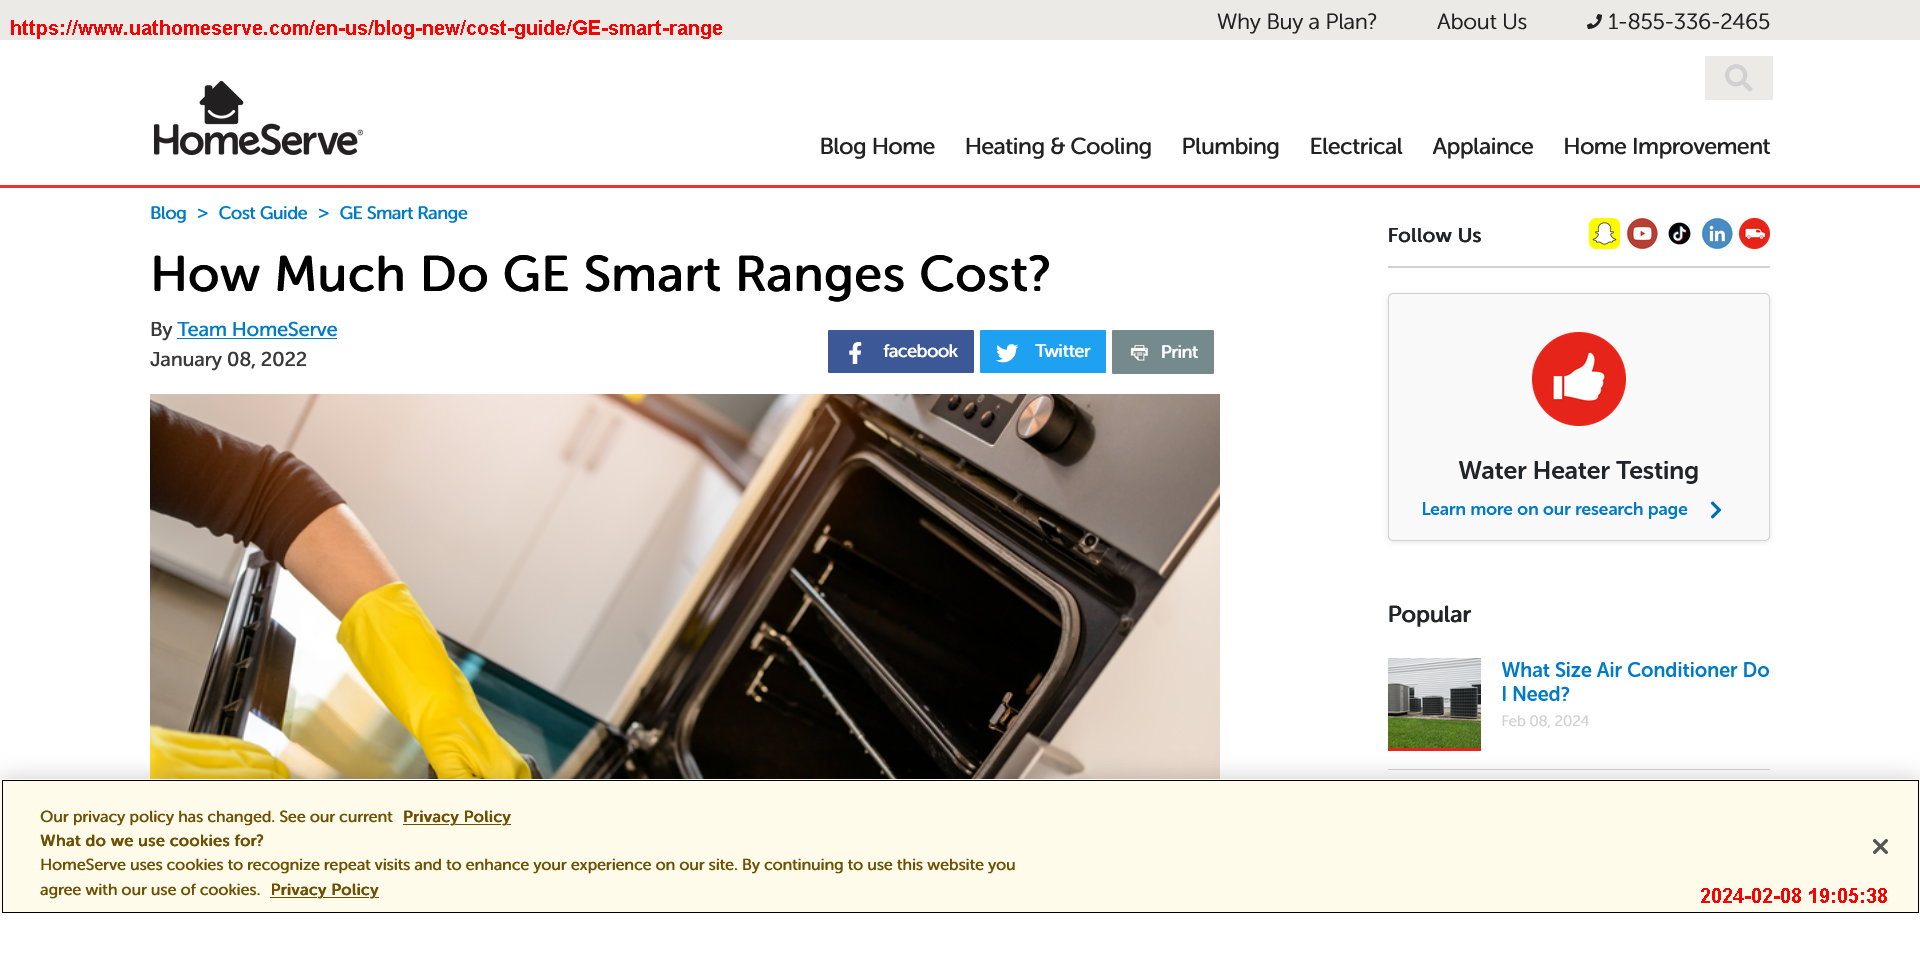 https://www.uathomeserve.com/en-us/blog-new/cost-guide/GE-smart-range
Why Buy a Plan? About Us 1-855-336-2465
HomeServe®
Blog Home Heating & Cooling Plumbing Electrical Applaince Home Improvement
Blog > Cost Guide > GE Smart Range
How Much Do GE Smart Ranges Cost?
By Team HomeServe
January 08, 2022
facebook Twitter Print
Follow Us
Water Heater Testing
Learn more on our research page
Popular
What Size Air Conditioner Do
I Need?
Feb 08, 2024
Our privacy policy has changed. See our current Privacy Policy
What do we use cookies for?
HomeServe uses cookies to recognize repeat visits and to enhance your experience on our site. By continuing to use this website you
agree with our use of cookies. Privacy Policy
2024-02-08 19:05:38